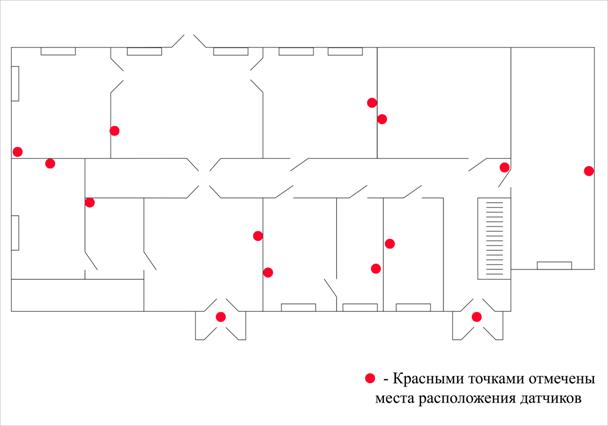 - Красными точками отмечены
места расположения датчиков